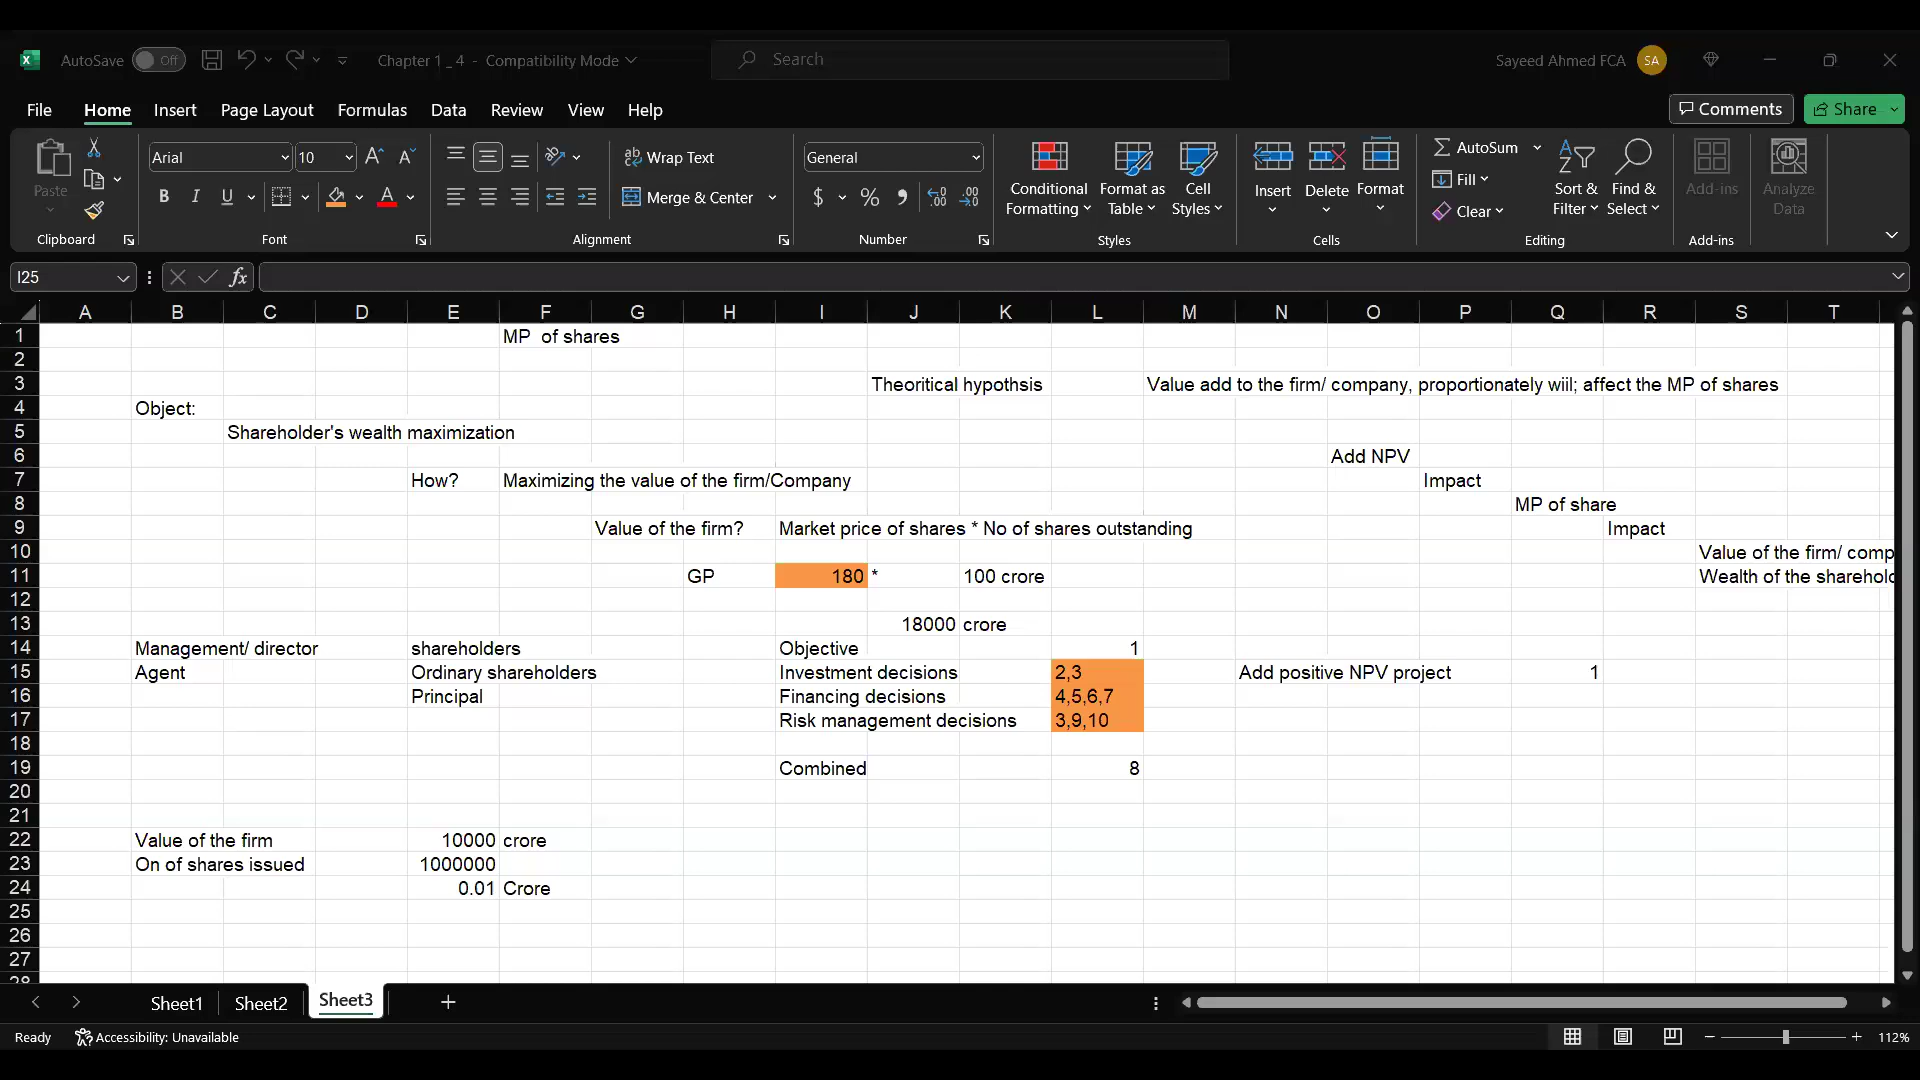 AutoSave Off Chapter 1 _ 4 - Compatibility Mode Search Sayeed Ahmed FCA SA
File Home Insert Page Layout Formulas Data Review View Help Comments Share
Paste Arial 10 Wrap Text General Conditional Formatting Format as Table Cell Styles Insert Delete Format AutoSum Fill Clear Sort & Filter Find & Select Add-ins Analyze Data
B I U A Merge & Center $ %
Clipboard Font Alignment Number Styles Cells Editing Add-ins
I25 fx
A B C D E F G H I J K L M N O P Q R S T
1 MP of shares
2
3 Theoritical hypothsis Value add to the firm/ company, proportionately wiil; affect the MP of shares
4 Object:
5 Shareholder's wealth maximization
6 Add NPV
7 How? Maximizing the value of the firm/Company Impact
8 MP of share
9 Value of the firm? Market price of shares * No of shares outstanding Impact
10 Value of the firm/ comp
11 GP 180 * 100 crore Wealth of the sharehol
12
13 18000 crore
14 Management/ director shareholders Objective 1
15 Agent Ordinary shareholders Investment decisions 2,3 Add positive NPV project 1
16 Principal Financing decisions 4,5,6,7
17 Risk management decisions 3,9,10
18
19 Combined 8
20
21
22 Value of the firm 10000 crore
23 On of shares issued 1000000
24 0.01 Crore
25
26
27
28
Sheet1 Sheet2 Sheet3
Ready Accessibility: Unavailable 112%